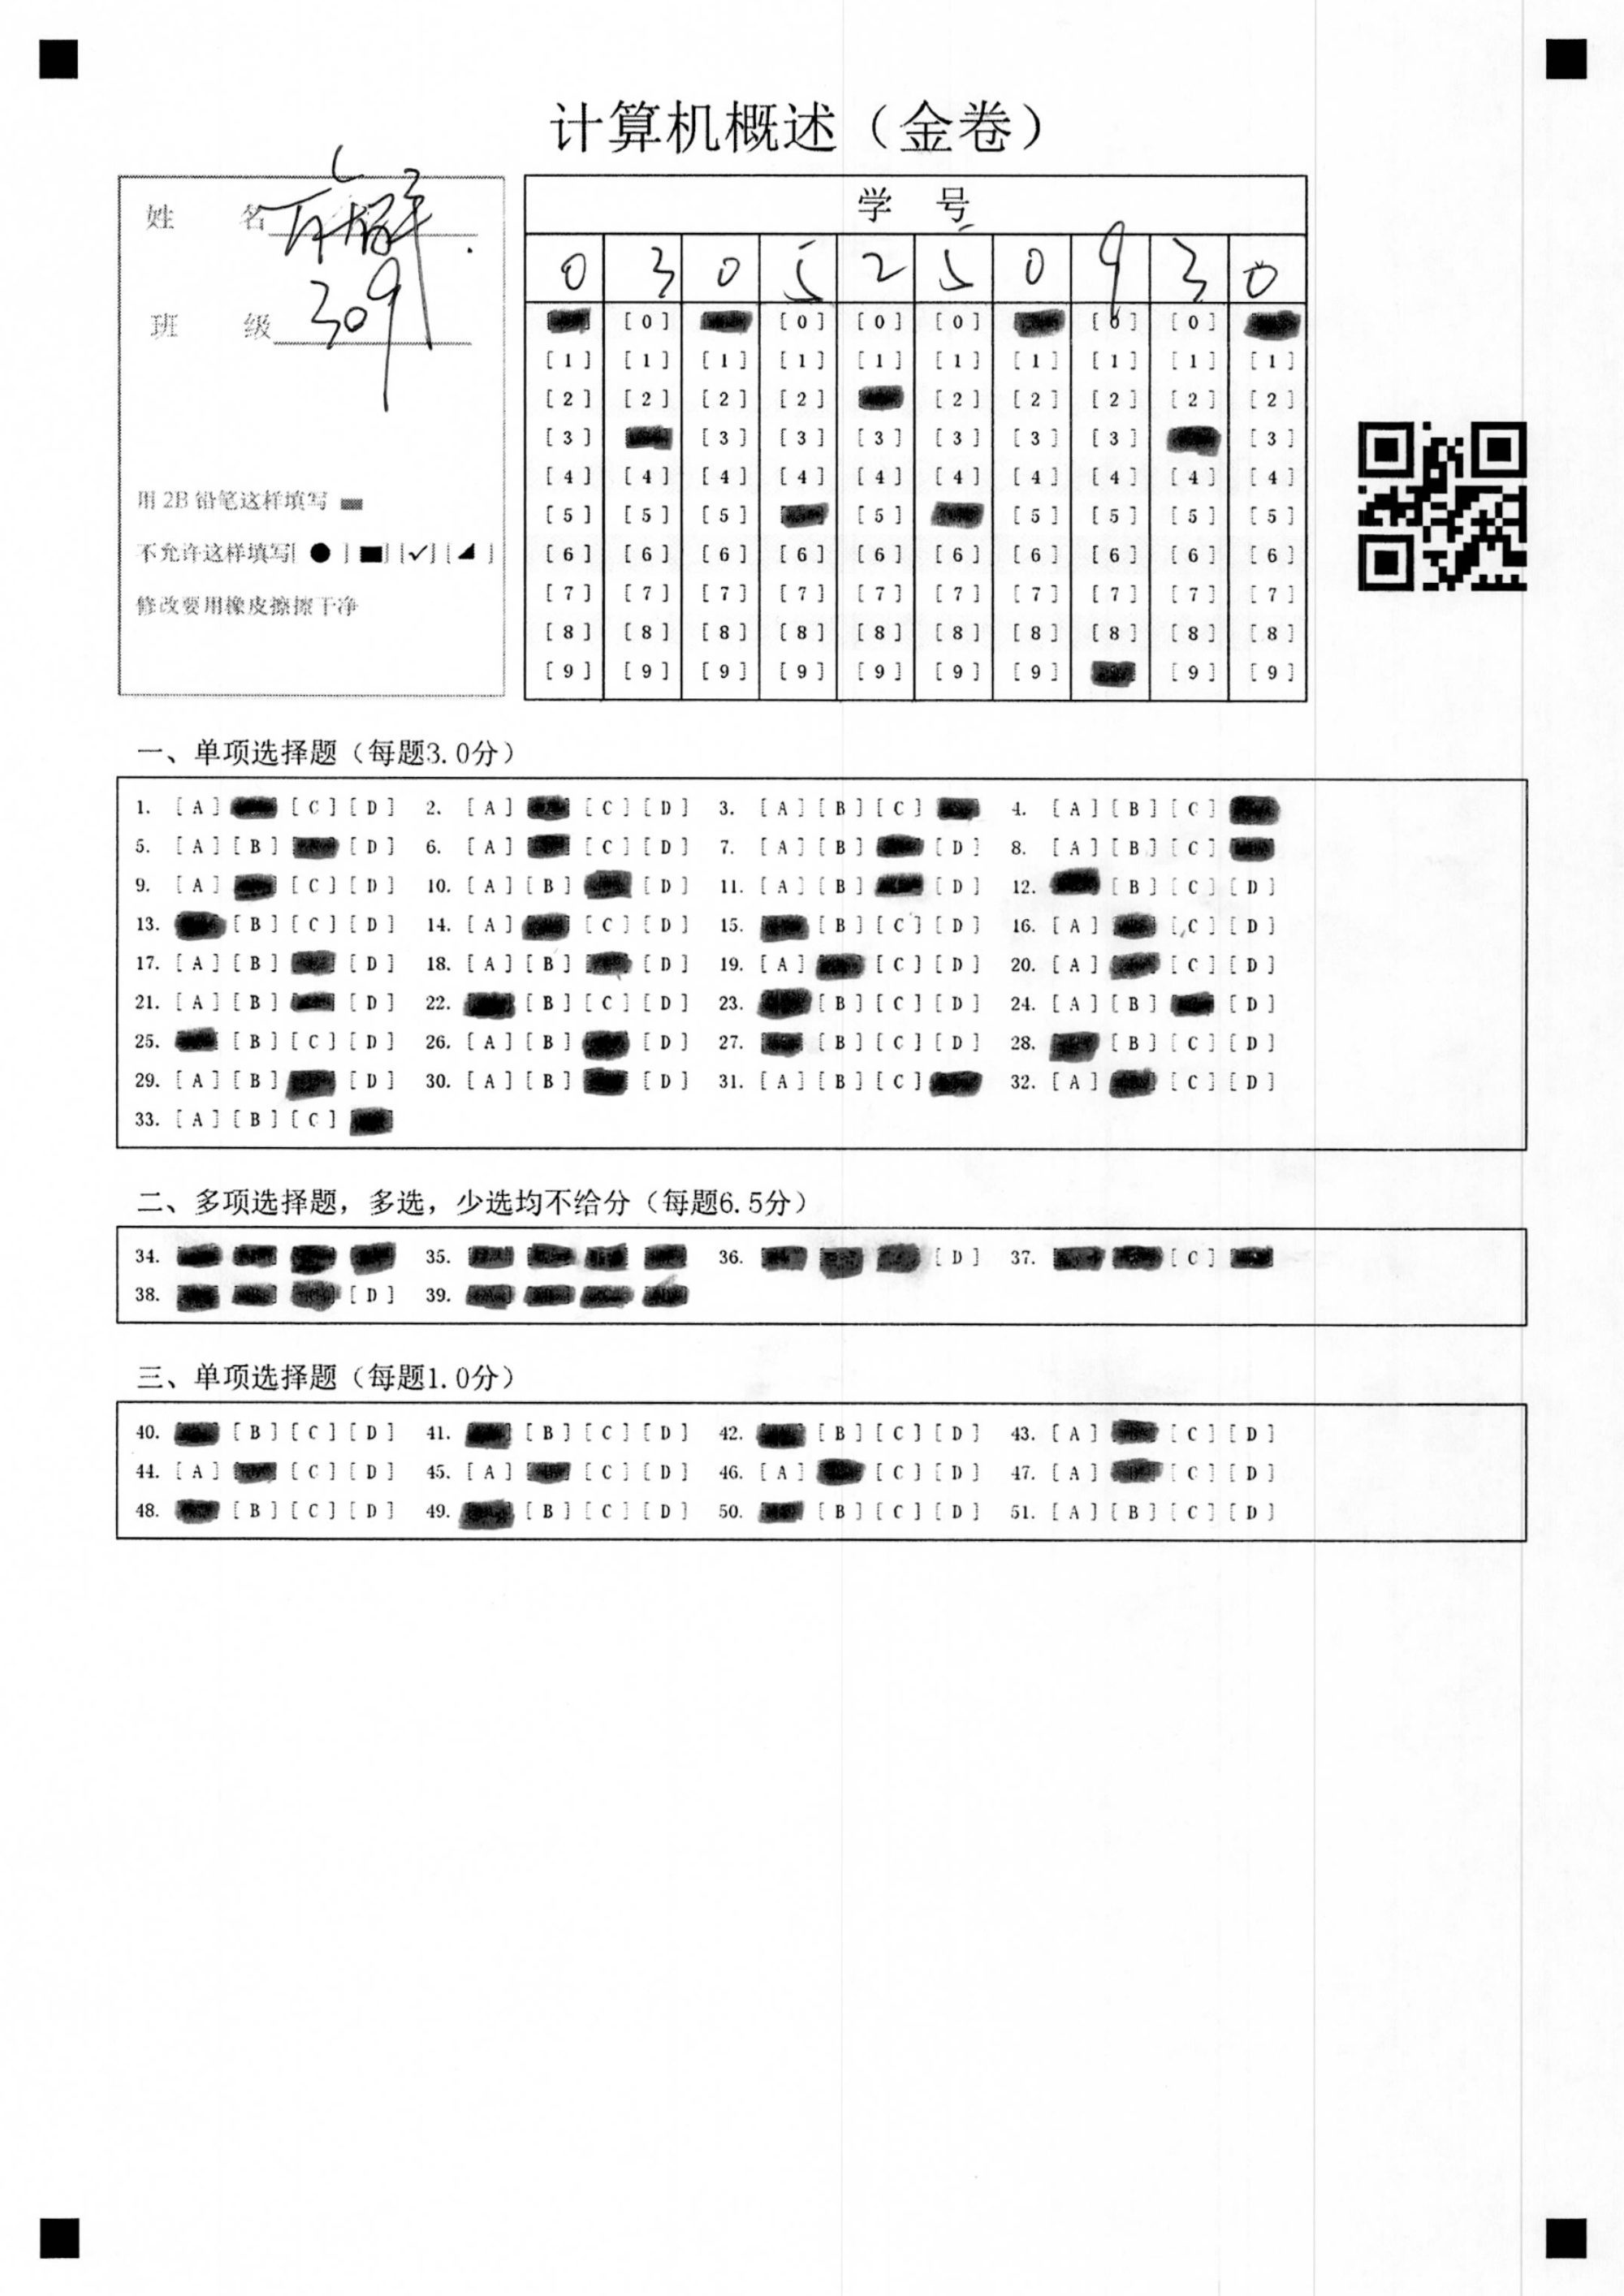 计算机概述（金卷）
姓 名
班 级 309
用 2B 铅笔这样填写
不允许这样填写[ ● ] [■] [✓] [◢ ]
修改要用橡皮擦擦干净
学 号
0 3 0 5 2 5 0 9 3 0
[0] [0] [0] [0] [0] [0]
[1] [1] [1] [1] [1] [1] [1] [1] [1] [1]
[2] [2] [2] [2] [2] [2] [2] [2] [2]
[3] [3] [3] [3] [3] [3] [3] [3]
[4] [4] [4] [4] [4] [4] [4] [4] [4] [4]
[5] [5] [5] [5] [5] [5] [5] [5]
[6] [6] [6] [6] [6] [6] [6] [6] [6] [6]
[7] [7] [7] [7] [7] [7] [7] [7] [7] [7]
[8] [8] [8] [8] [8] [8] [8] [8] [8] [8]
[9] [9] [9] [9] [9] [9] [9] [9] [9]
一、单项选择题（每题3.0分）
1. [A] [C] [D] 2. [A] [C] [D] 3. [A] [B] [C] 4. [A] [B] [C]
5. [A] [B] [D] 6. [A] [C] [D] 7. [A] [B] [D] 8. [A] [B] [C]
9. [A] [C] [D] 10. [A] [B] [D] 11. [A] [B] [D] 12. [B] [C] [D]
13. [B] [C] [D] 14. [A] [C] [D] 15. [B] [C] [D] 16. [A] [C] [D]
17. [A] [B] [D] 18. [A] [B] [D] 19. [A] [C] [D] 20. [A] [C] [D]
21. [A] [B] [D] 22. [B] [C] [D] 23. [B] [C] [D] 24. [A] [B] [D]
25. [B] [C] [D] 26. [A] [B] [D] 27. [B] [C] [D] 28. [B] [C] [D]
29. [A] [B] [D] 30. [A] [B] [D] 31. [A] [B] [C] 32. [A] [C] [D]
33. [A] [B] [C]
二、多项选择题，多选，少选均不给分（每题6.5分）
34. 35. 36. [D] 37. [C]
38. [D] 39.
三、单项选择题（每题1.0分）
40. [B] [C] [D] 41. [B] [C] [D] 42. [B] [C] [D] 43. [A] [C] [D]
44. [A] [C] [D] 45. [A] [C] [D] 46. [A] [C] [D] 47. [A] [C] [D]
48. [B] [C] [D] 49. [B] [C] [D] 50. [B] [C] [D] 51. [A] [B] [C] [D]